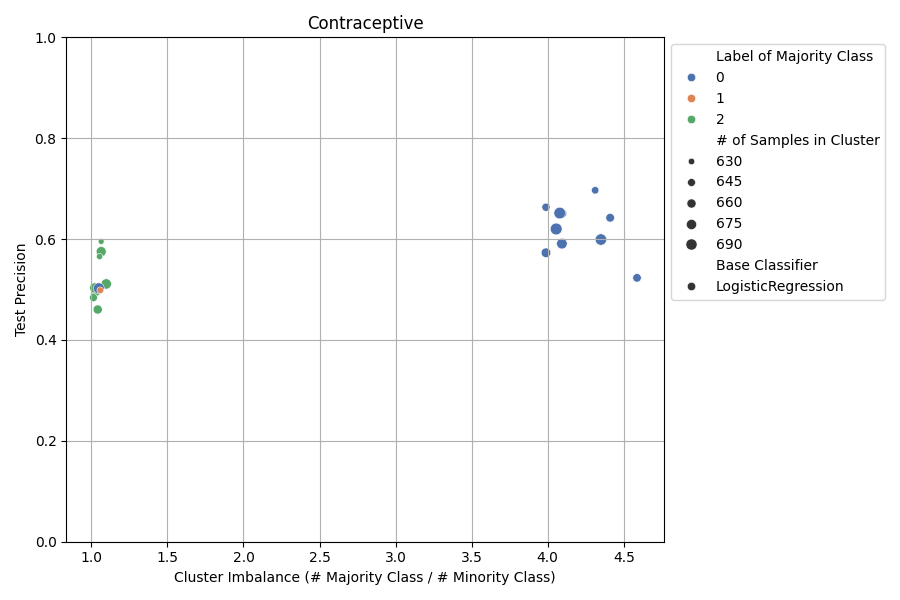 Contraceptive
1.0
0.8
0.6
0.4
0.2
0.0
Test Precision
1.0 1.5 2.0 2.5 3.0 3.5 4.0 4.5
Cluster Imbalance (# Majority Class / # Minority Class)
Label of Majority Class
0
1
2
# of Samples in Cluster
630
645
660
675
690
Base Classifier
LogisticRegression